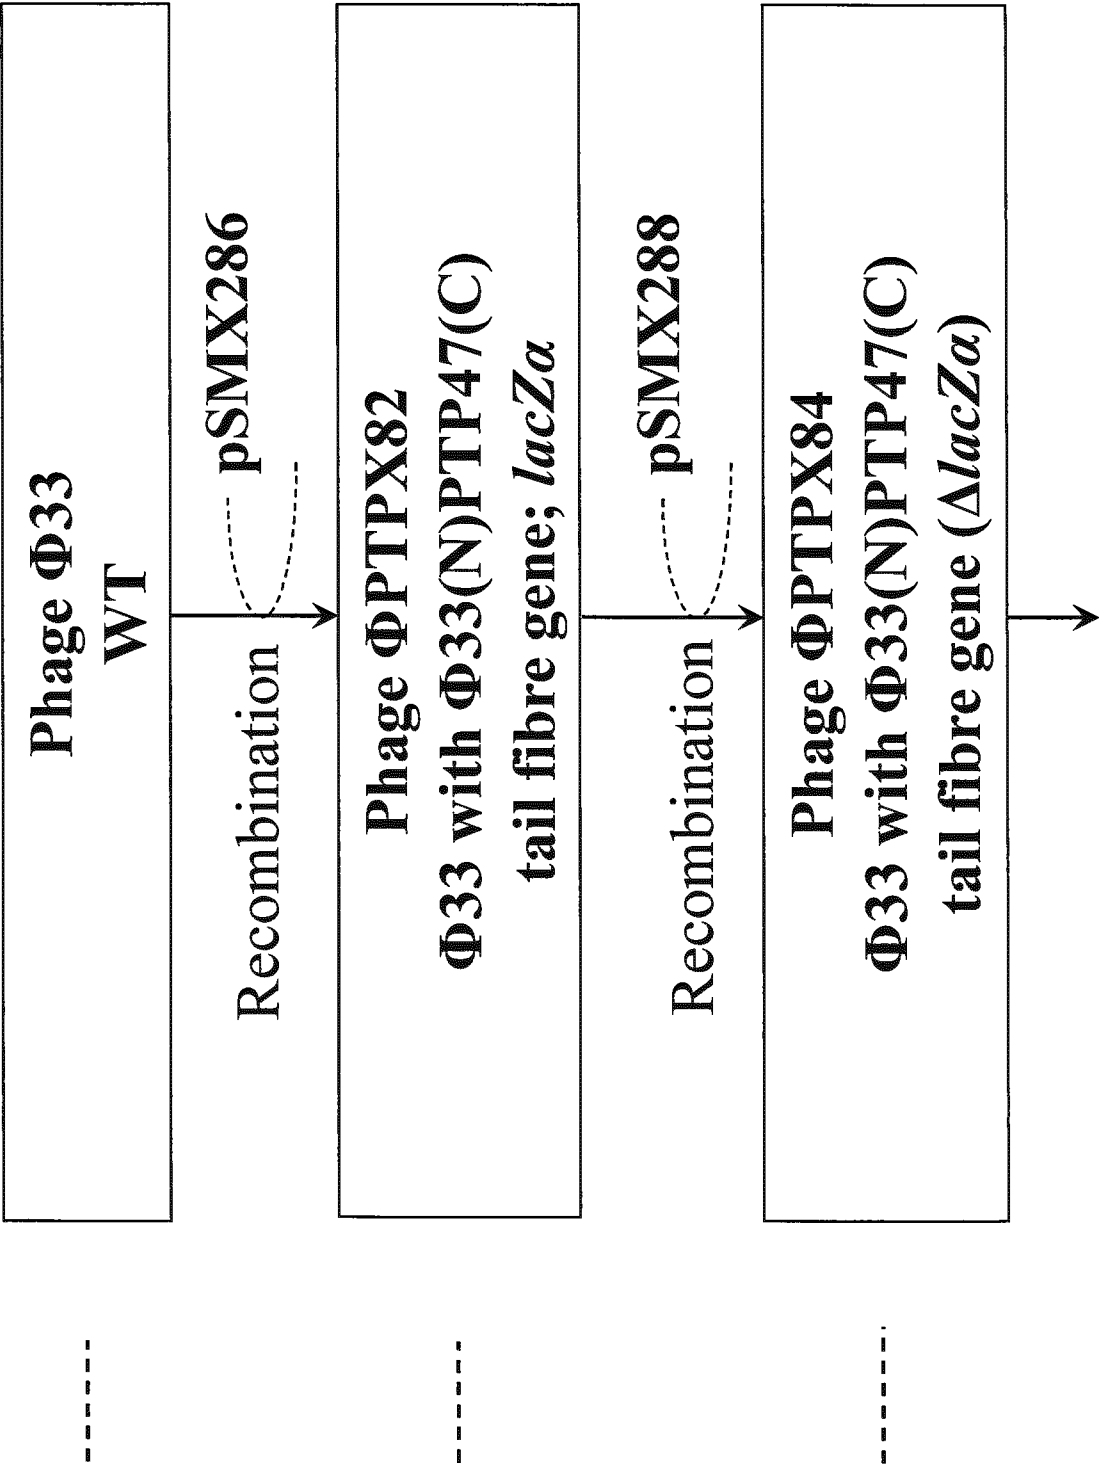 Phage Φ33
WT
Recombination
pSMX286
Phage ΦPTPX82
Φ33 with Φ33(N)PTP47(C)
tail fibre gene; lacZα
Recombination
pSMX288
Phage ΦPTPX84
Φ33 with Φ33(N)PTP47(C)
tail fibre gene (ΔlacZα)